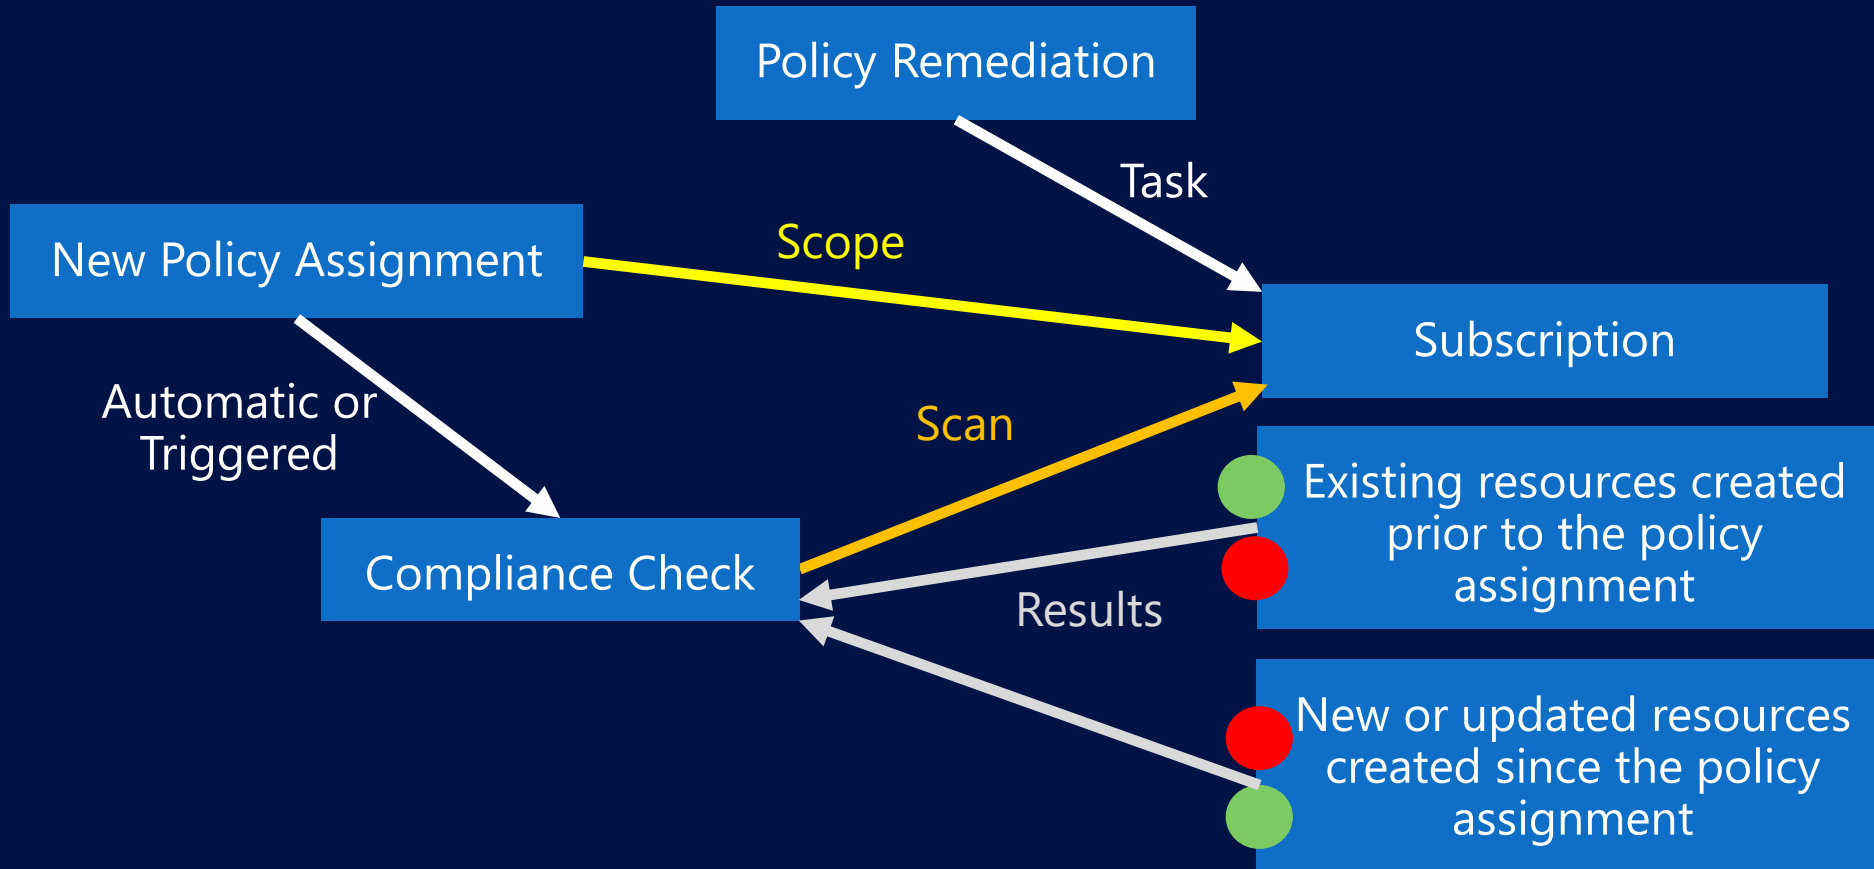 Policy Remediation
Task
New Policy Assignment
Scope
Subscription
Automatic or
Triggered
Scan
Existing resources created
prior to the policy
assignment
Compliance Check
Results
New or updated resources
created since the policy
assignment